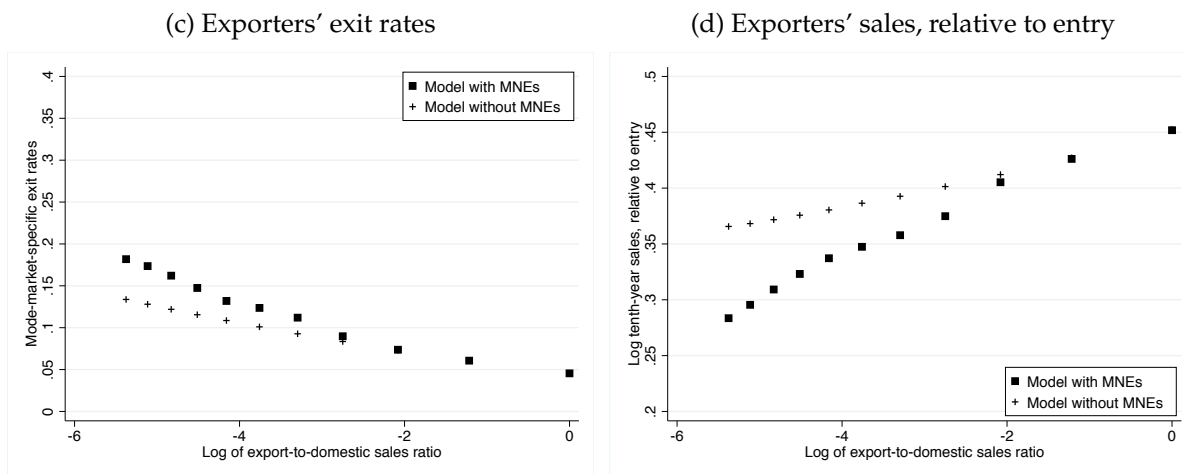 (c) Exporters' exit rates
Mode-market-specific exit rates
.4
.35
.3
.25
.2
.15
.1
.05
0
-6
-4
-2
0
Log of export-to-domestic sales ratio
Model with MNEs
Model without MNEs
(d) Exporters' sales, relative to entry
Log tenth-year sales, relative to entry
.5
.45
.4
.35
.3
.25
.2
-6
-4
-2
0
Log of export-to-domestic sales ratio
Model with MNEs
Model without MNEs